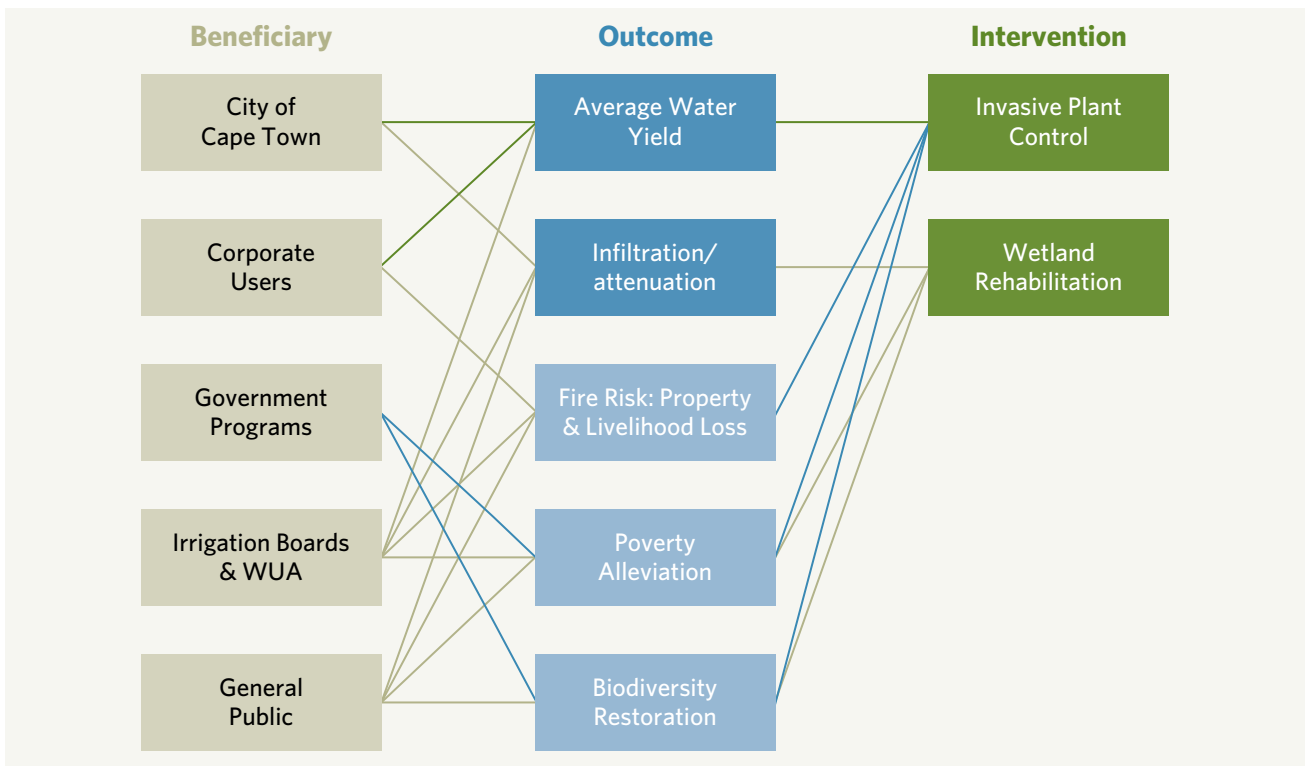 Beneficiary
Outcome
Intervention
City of
Cape Town
Average Water
Yield
Invasive Plant
Control
Corporate
Users
Infiltration/
attenuation
Wetland
Rehabilitation
Government
Programs
Fire Risk: Property
& Livelihood Loss
Irrigation Boards
& WUA
Poverty
Alleviation
General
Public
Biodiversity
Restoration